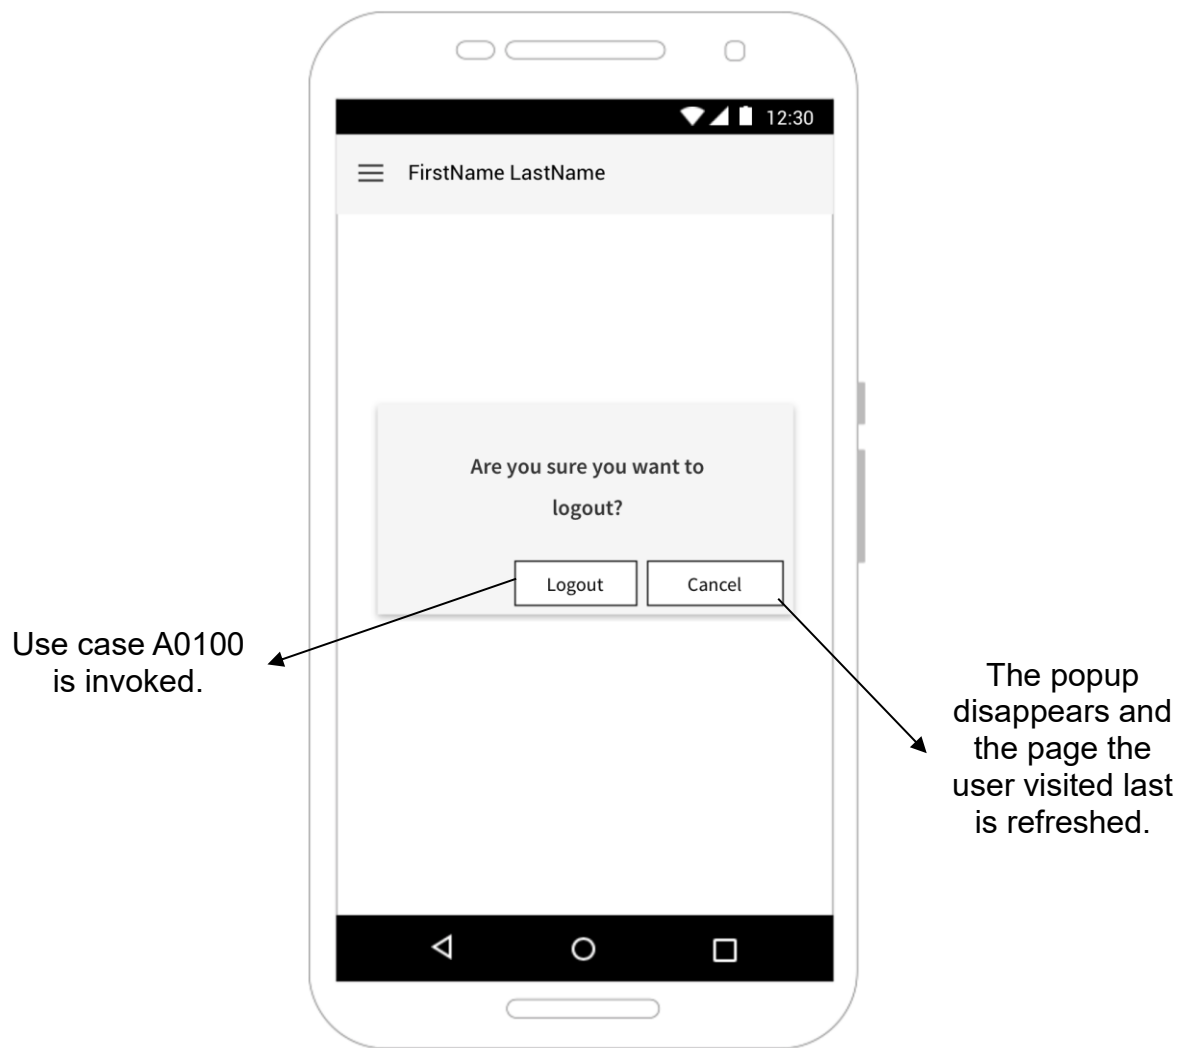 12:30
FirstName LastName
Are you sure you want to
logout?
Logout
Cancel
Use case A0100
is invoked.
The popup
disappears and
the page the
user visited last
is refreshed.